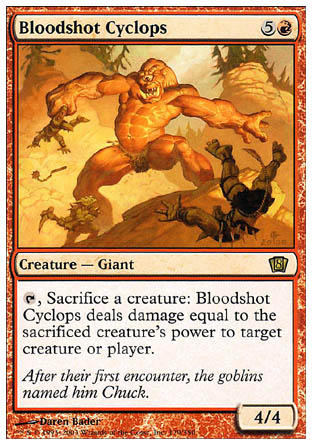 Bloodshot Cyclops 5
Creature — Giant
8
, Sacrifice a creature: Bloodshot
Cyclops deals damage equal to the
sacrificed creature's power to target
creature or player.
After their first encounter, the goblins
named him Chuck.
Daren Bader
4/4